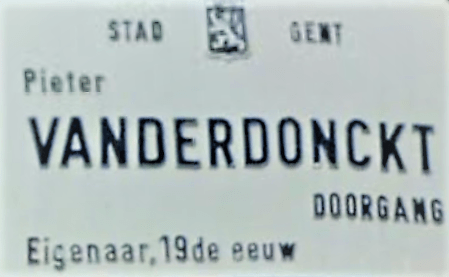 STAD GENT
Pieter
VANDERDONCKT
DOORGANG
Eigenaar, 19de eeuw